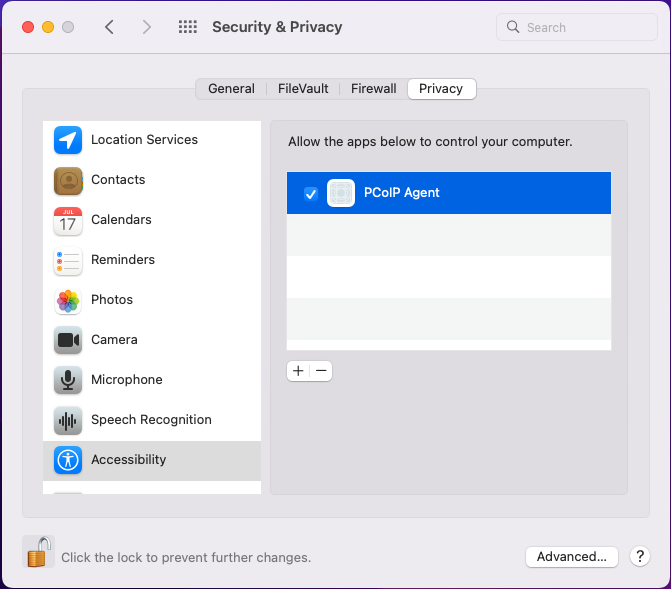 Security & Privacy
Search
General
FileVault
Firewall
Privacy
Location Services
Contacts
JUL
17
Calendars
Reminders
Photos
Camera
Microphone
Speech Recognition
Accessibility
Allow the apps below to control your computer.
PCoIP Agent
+
−
Click the lock to prevent further changes.
Advanced...
?